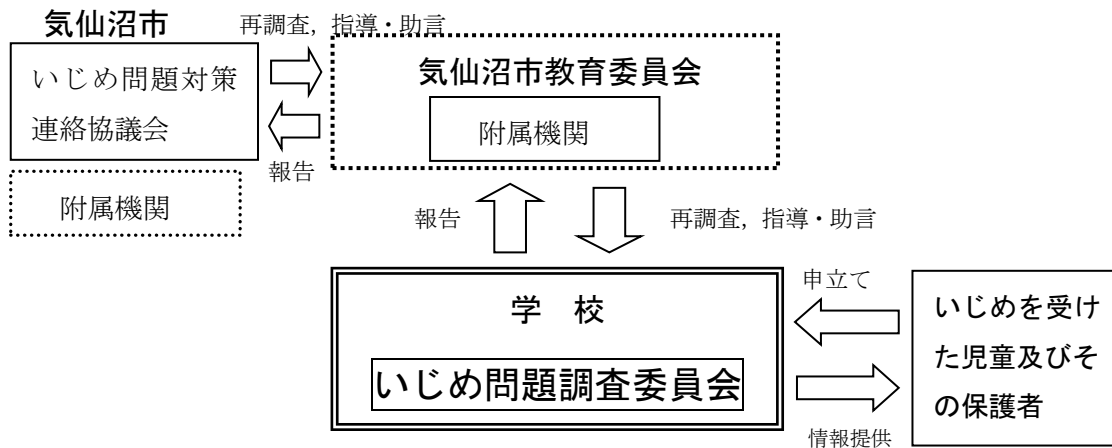 気仙沼市
再調査，指導・助言
いじめ問題対策
連絡協議会
気仙沼市教育委員会
附属機関
報告
附属機関
報告
再調査，指導・助言
学　校
いじめ問題調査委員会
申立て
情報提供
いじめを受け
た児童及びそ
の保護者